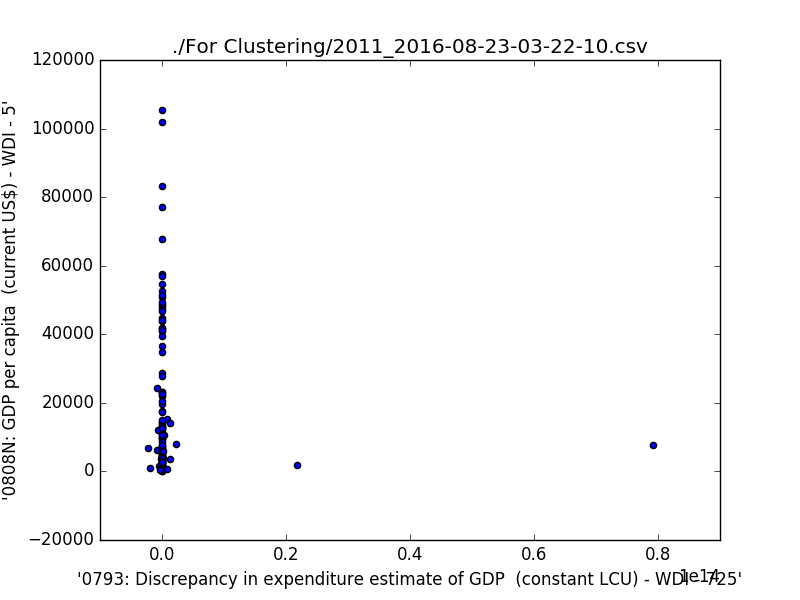 ./For Clustering/2011_2016-08-23-03-22-10.csv
120000
100000
80000
60000
40000
20000
0
−20000
'0808N: GDP per capita  (current US$) - WDI - 5'
0.0 0.2 0.4 0.6 0.8
1e14
'0793: Discrepancy in expenditure estimate of GDP  (constant LCU) - WDI - 725'